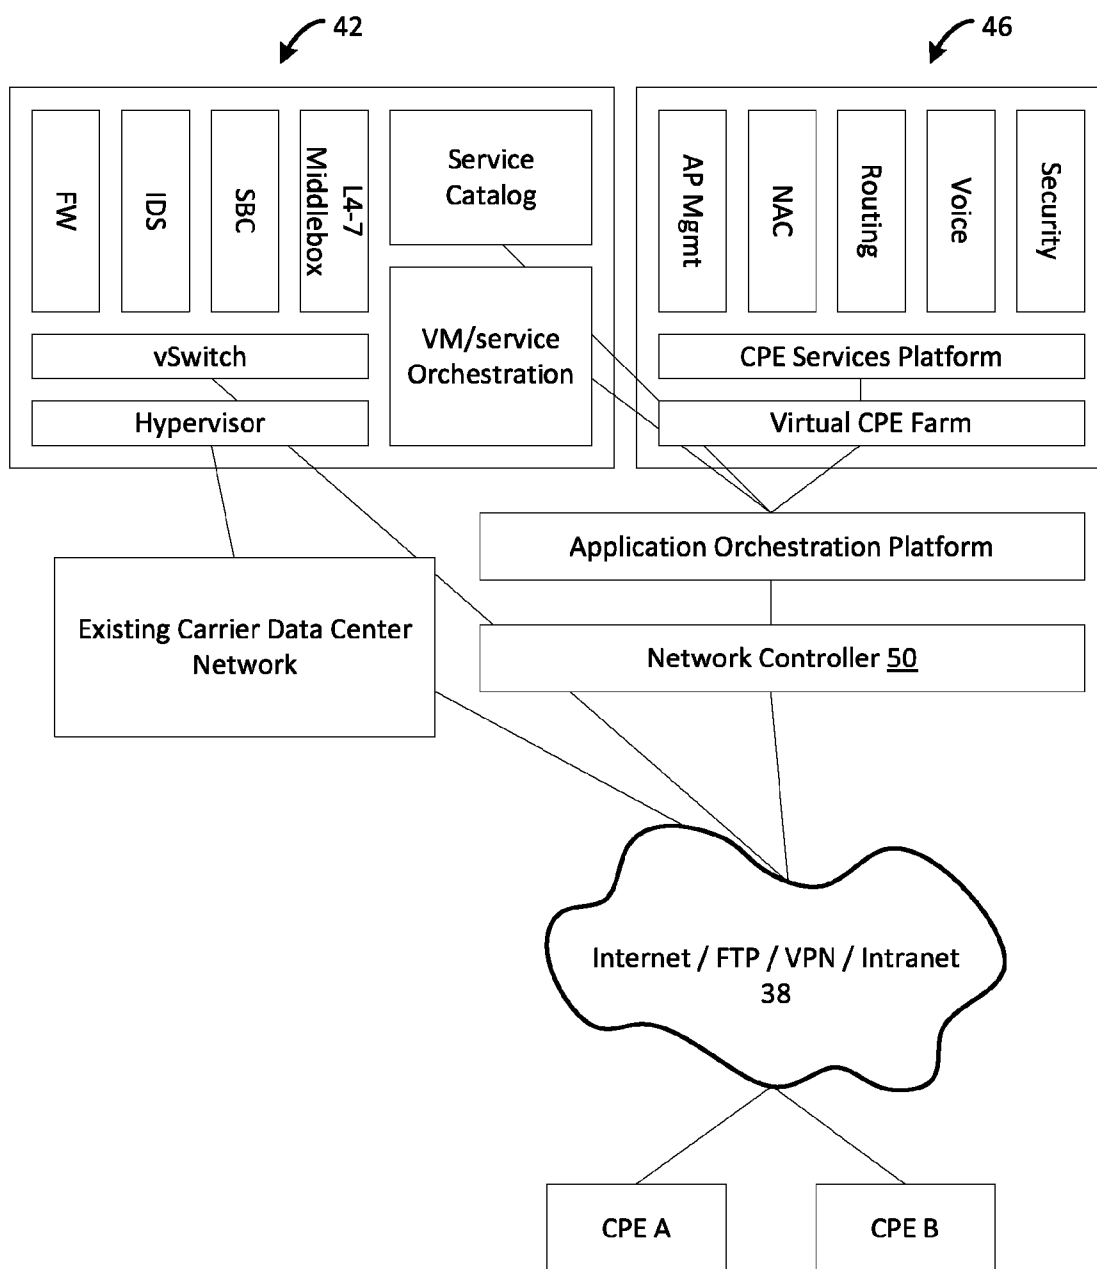 42
46
FW
IDS
SBC
L4-7
Middlebox
Service
Catalog
AP Mgmt
NAC
Routing
Voice
Security
VM/service
Orchestration
vSwitch
CPE Services Platform
Hypervisor
Virtual CPE Farm
Application Orchestration Platform
Existing Carrier Data Center
Network
Network Controller 50
Internet / FTP / VPN / Intranet
38
CPE A
CPE B